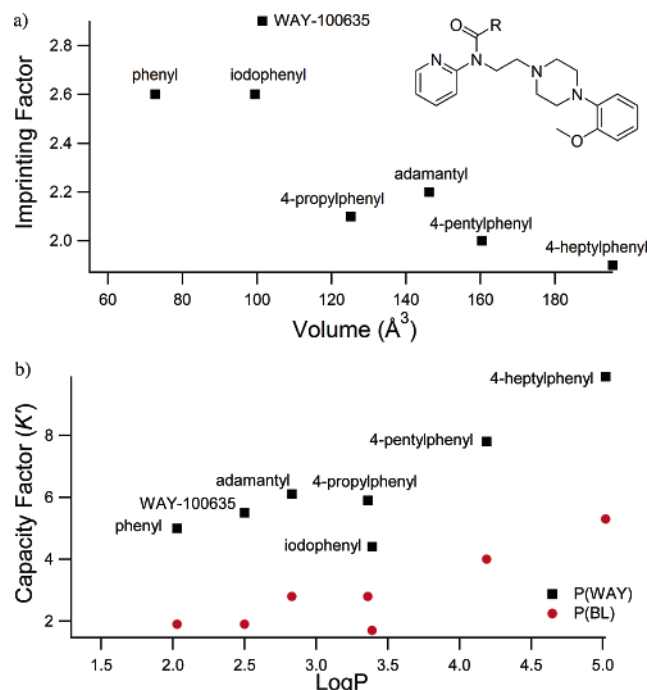 a)
WAY-100635
2.8
phenyl
iodophenyl
2.6
2.4
2.2
2.0
adamantyl
4-propylphenyl
4-pentylphenyl
4-heptylphenyl
Imprinting Factor
60 80 100 120 140 160 180
Volume (Å³)
O R
N N
N
N
O
b)
4-heptylphenyl
8
4-pentylphenyl
adamantyl 4-propylphenyl
6
WAY-100635
phenyl
iodophenyl
4
2
Capacity Factor (K')
P(WAY)
P(BL)
1.5 2.0 2.5 3.0 3.5 4.0 4.5 5.0
LogP